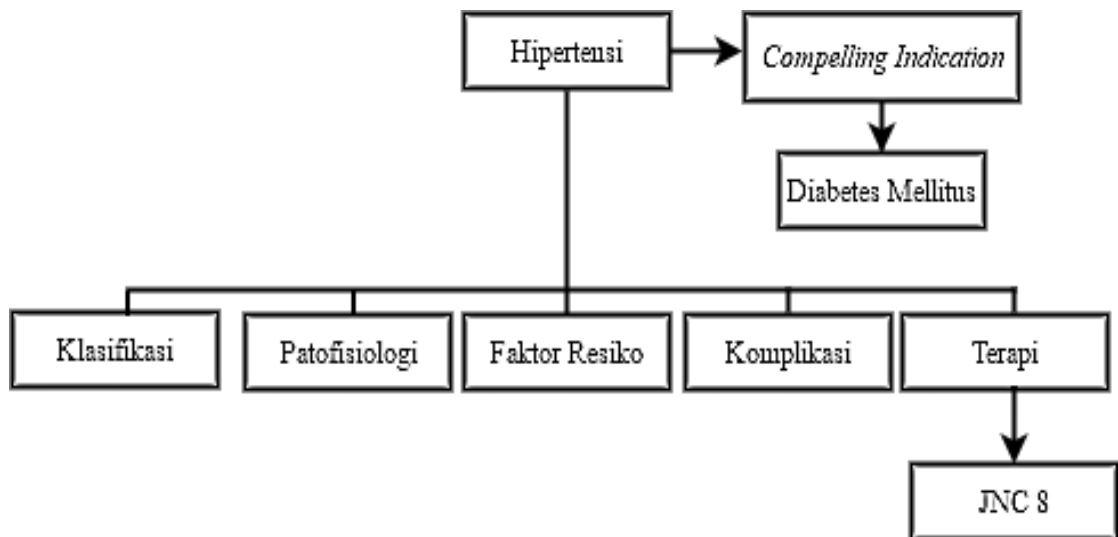 Hipertensi
Compelling Indication
Diabetes Mellitus
Klasifikasi
Patofisiologi
Faktor Resiko
Komplikasi
Terapi
JNC 8